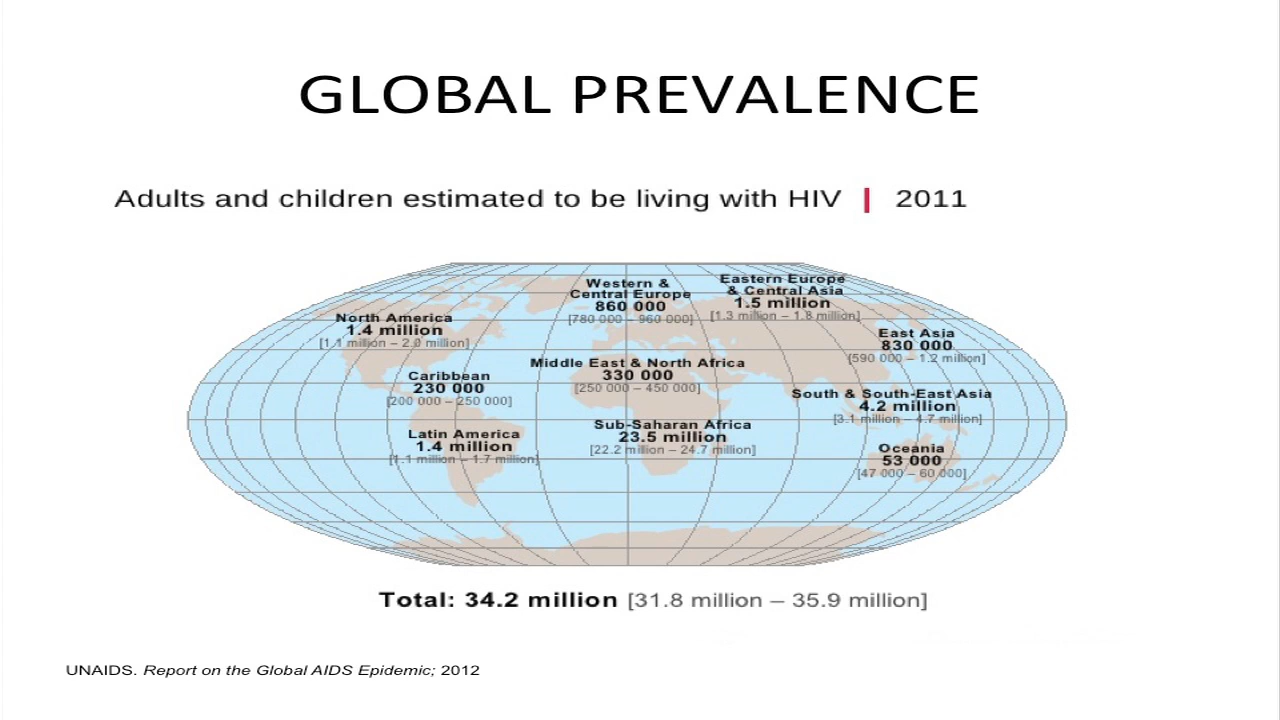 GLOBAL PREVALENCE
Adults and children estimated to be living with HIV | 2011
Western &
Central Europe
860 000
[780 000 – 960 000]
Eastern Europe
& Central Asia
1.5 million
[1.3 million – 1.8 million]
North America
1.4 million
[1.1 million – 2.0 million]
East Asia
830 000
[590 000 – 1.2 million]
Middle East & North Africa
330 000
[250 000 – 450 000]
Caribbean
230 000
[200 000 – 250 000]
South & South-East Asia
4.2 million
[3.1 million – 4.7 million]
Sub-Saharan Africa
23.5 million
[22.2 million – 24.7 million]
Latin America
1.4 million
[1.1 million – 1.7 million]
Oceania
53 000
[47 000 – 60 000]
Total: 34.2 million [31.8 million – 35.9 million]
UNAIDS. Report on the Global AIDS Epidemic; 2012